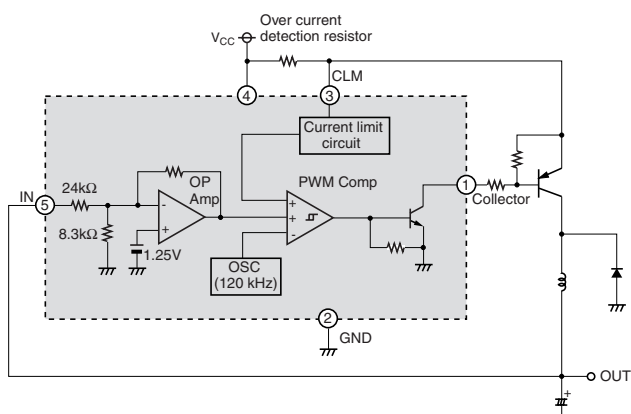 Over current
detection resistor
VCC
CLM
4
3
Current limit
circuit
1
Collector
IN
5
24kΩ
OP
Amp
PWM Comp
-
+
+
+
-
8.3kΩ
1.25V
OSC
(120 kHz)
2
GND
OUT
+